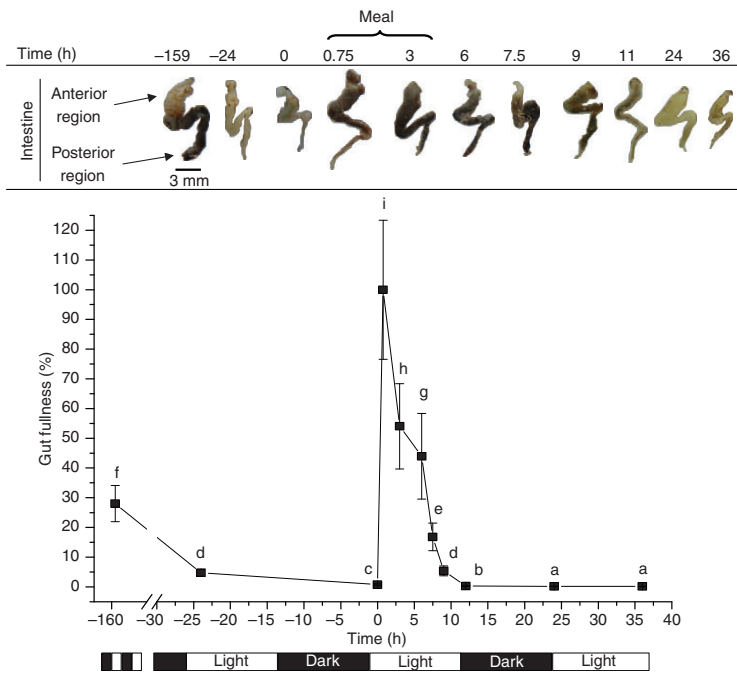 Meal
Time (h) –159 –24 0 0.75 3 6 7.5 9 11 24 36
Intestine
Anterior
region
Posterior
region
3 mm
Gut fullness (%)
120
110
100
90
80
70
60
50
40
30
20
10
0
f
d
c
i
h
g
e
d
b
a
a
–160 –30 –25 –20 –15 –10 –5 0 5 10 15 20 25 30 35 40
Time (h)
Light Dark Light Dark Light